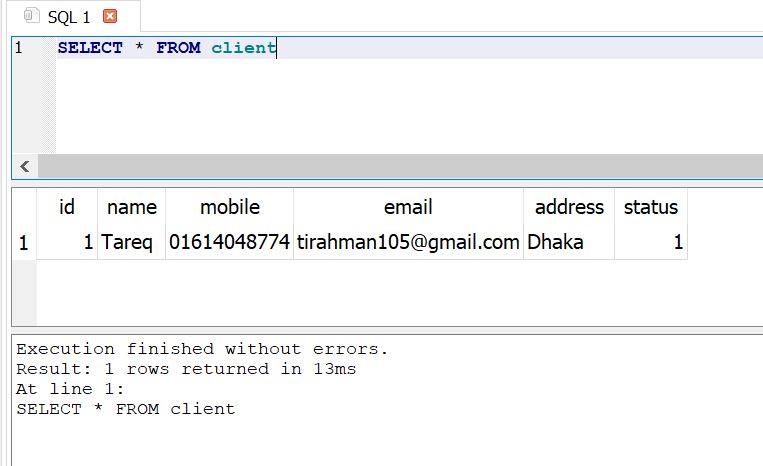 SQL 1
1 SELECT * FROM client
id name mobile email address status
1 1 Tareq 01614048774 tirahman105@gmail.com Dhaka 1
Execution finished without errors.
Result: 1 rows returned in 13ms
At line 1:
SELECT * FROM client